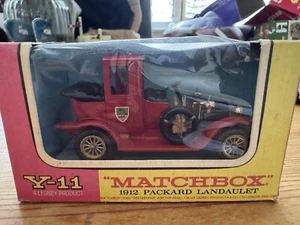 Y-11
A LESNEY PRODUCT
"MATCHBOX"
1912 PACKARD LANDAULET